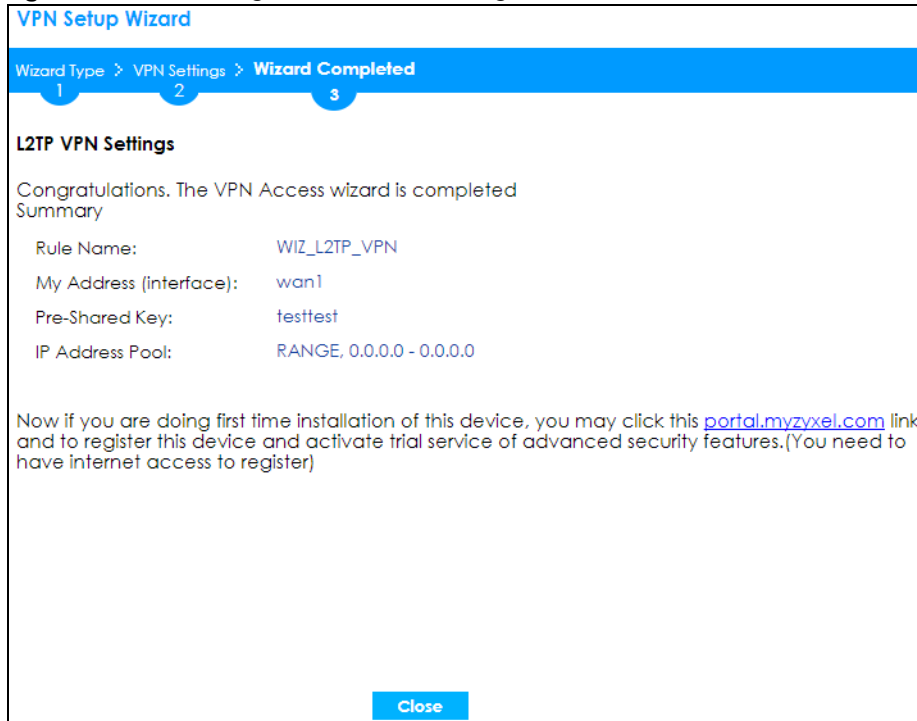 VPN Setup Wizard
Wizard Type > VPN Settings > Wizard Completed
1 2 3
L2TP VPN Settings
Congratulations. The VPN Access wizard is completed
Summary
Rule Name: WIZ_L2TP_VPN
My Address (interface): wan1
Pre-Shared Key: testtest
IP Address Pool: RANGE, 0.0.0.0 - 0.0.0.0
Now if you are doing first time installation of this device, you may click this portal.myzyxel.com link
and to register this device and activate trial service of advanced security features.(You need to
have internet access to register)
Close